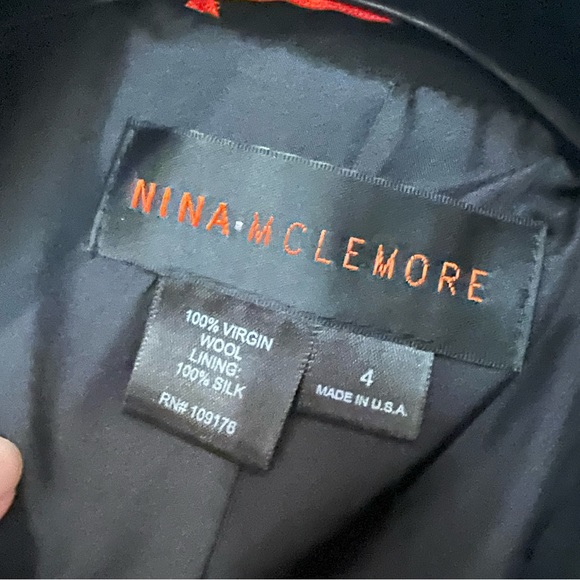 NINA·MCLEMORE
100% VIRGIN
WOOL
LINING:
100% SILK
RN# 109176
4
MADE IN U.S.A.